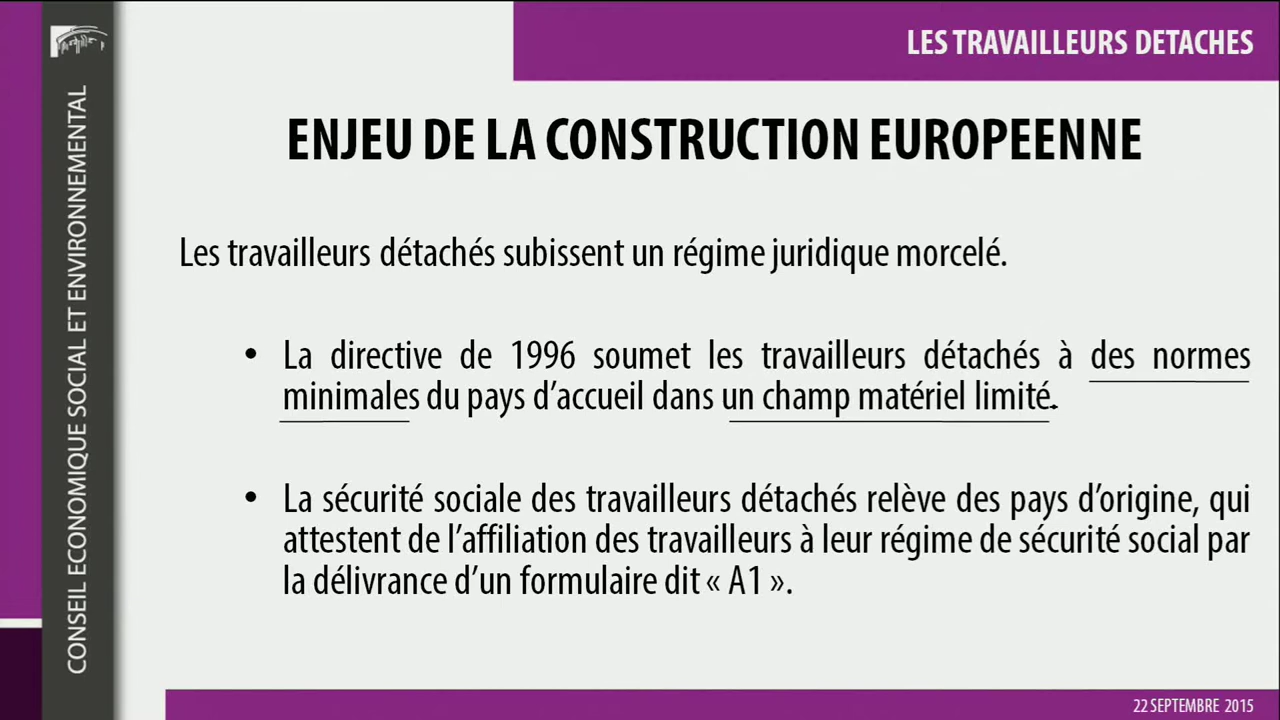 LES TRAVAILLEURS DETACHES
CONSEIL ECONOMIQUE SOCIAL ET ENVIRONNEMENTAL
ENJEU DE LA CONSTRUCTION EUROPEENNE
Les travailleurs détachés subissent un régime juridique morcelé.
• La directive de 1996 soumet les travailleurs détachés à des normes
minimales du pays d’accueil dans un champ matériel limité.
• La sécurité sociale des travailleurs détachés relève des pays d’origine, qui
attestent de l’affiliation des travailleurs à leur régime de sécurité social par
la délivrance d’un formulaire dit « A1 ».
22 SEPTEMBRE 2015